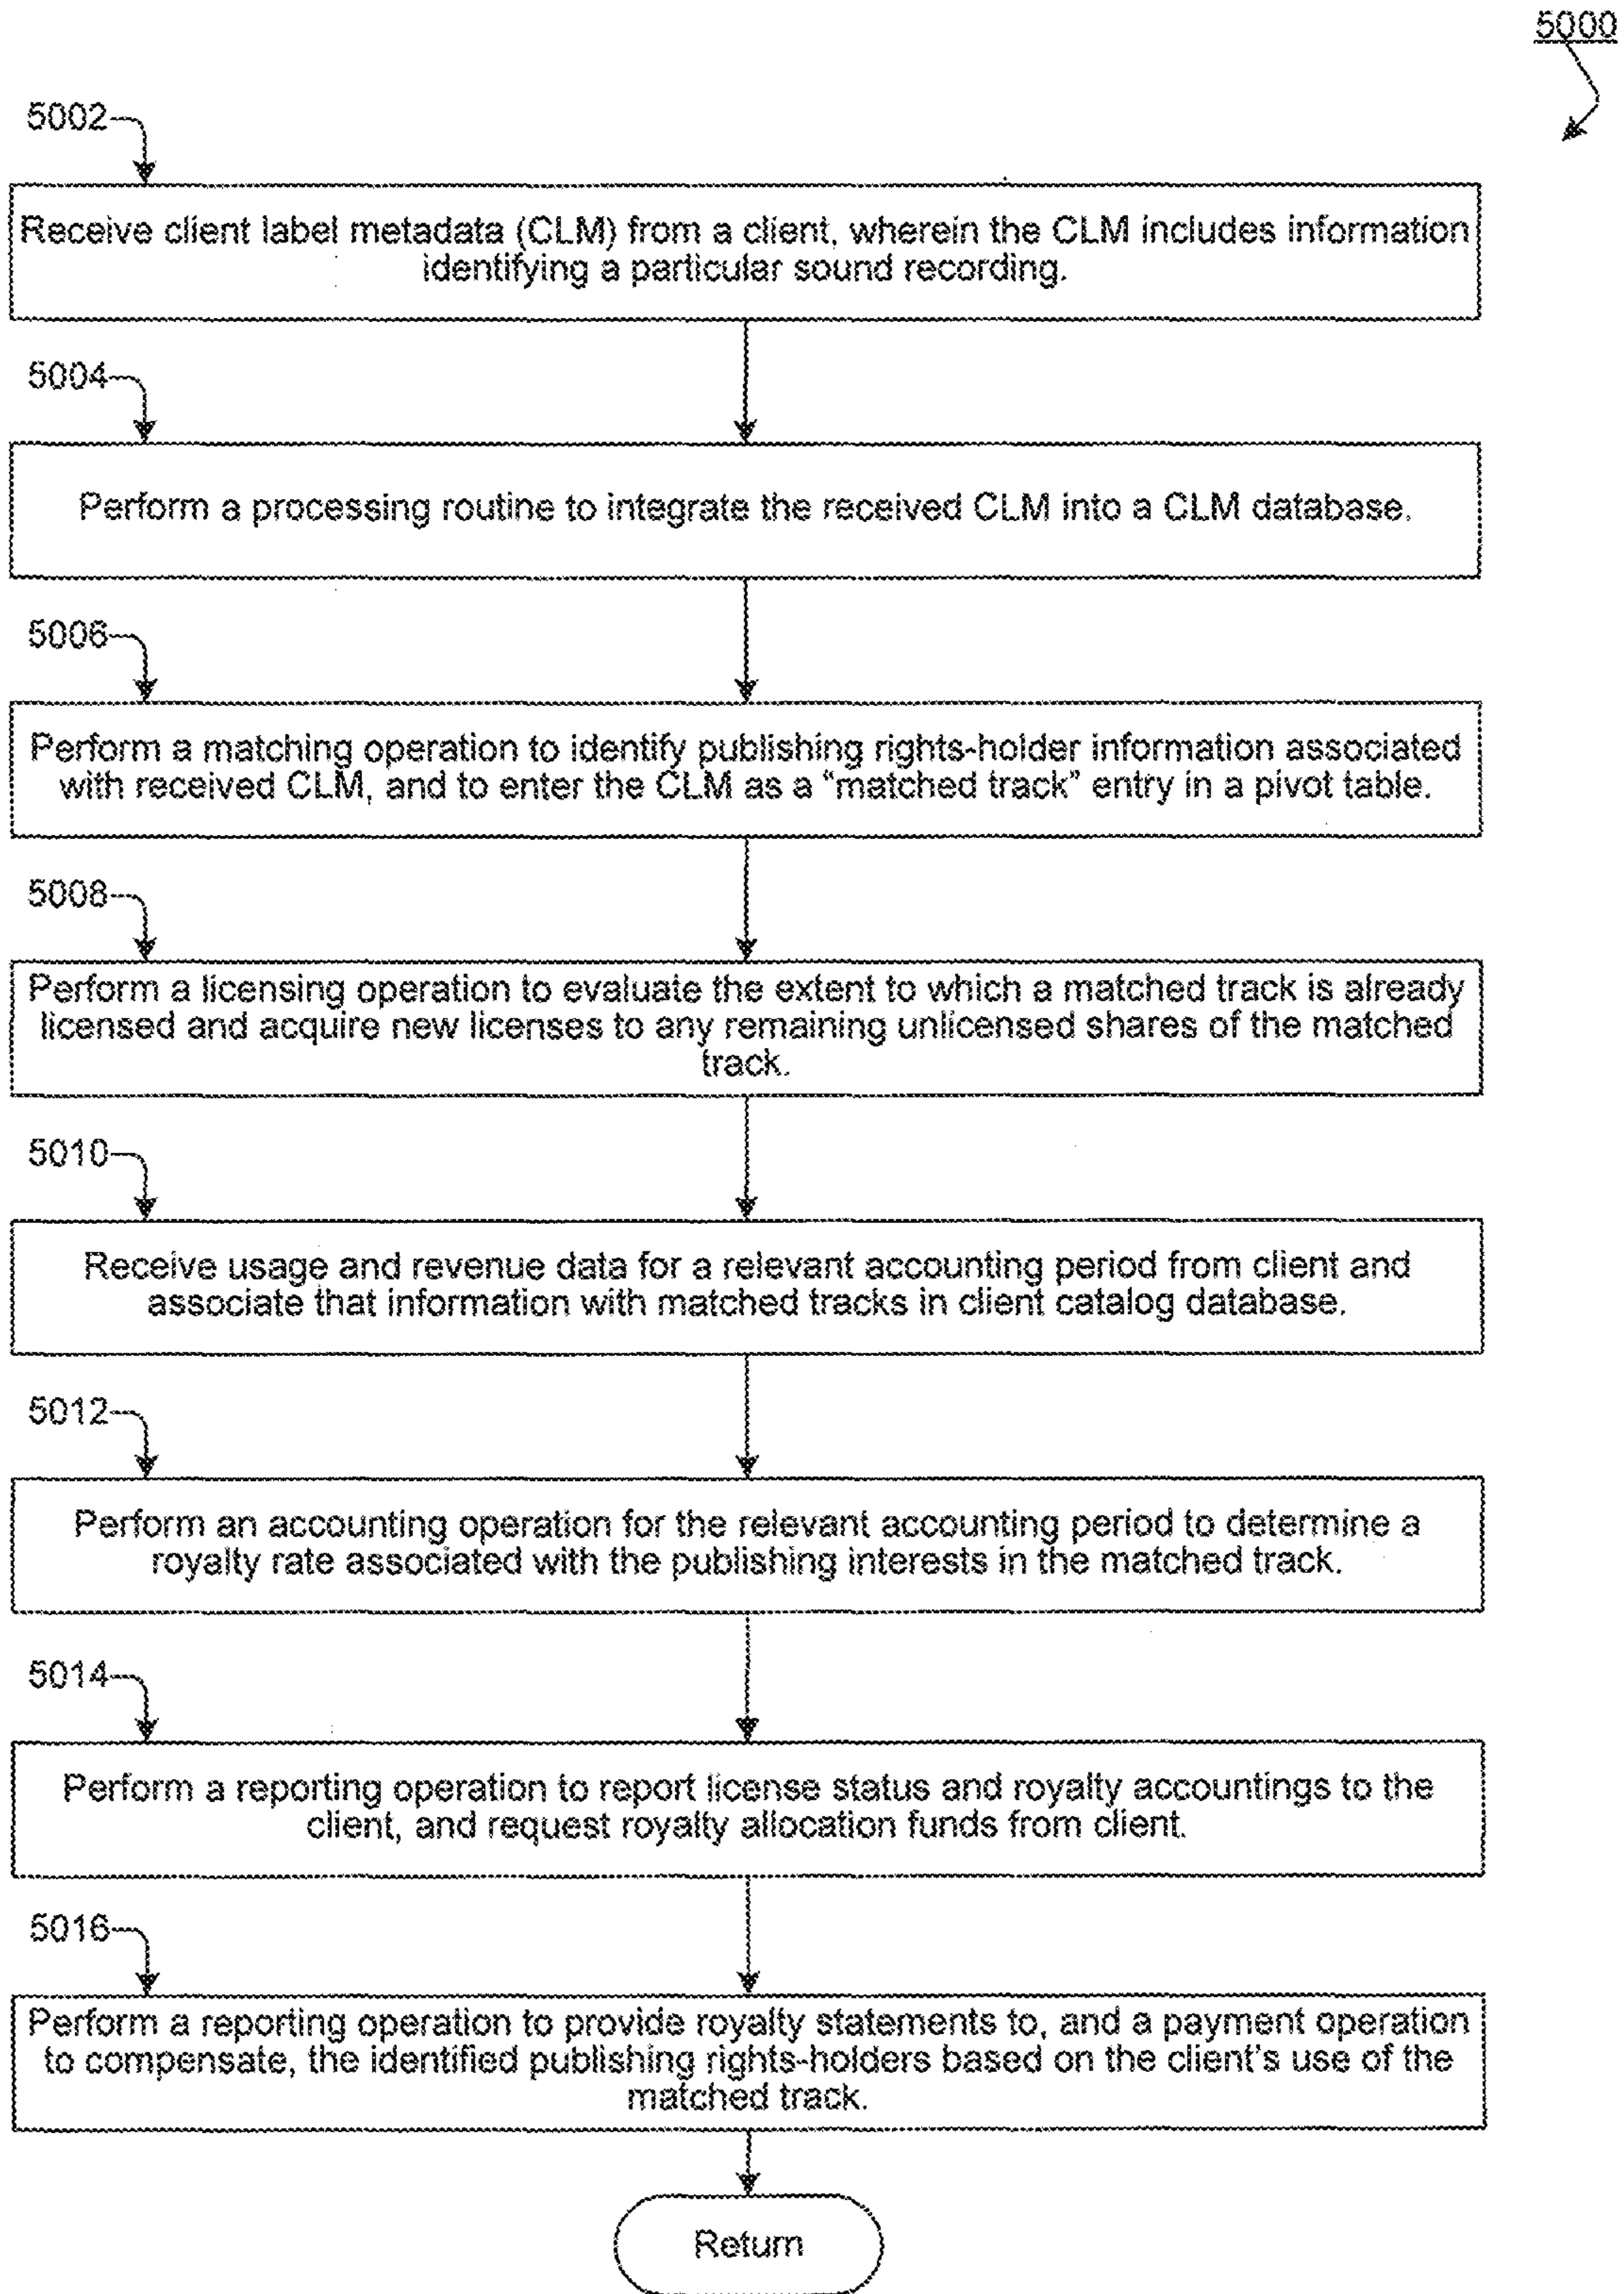 5000
5002
Receive client label metadata (CLM) from a client, wherein the CLM includes information
identifying a particular sound recording.
5004
Perform a processing routine to integrate the received CLM into a CLM database.
5006
Perform a matching operation to identify publishing rights-holder information associated
with received CLM, and to enter the CLM as a “matched track” entry in a pivot table.
5008
Perform a licensing operation to evaluate the extent to which a matched track is already
licensed and acquire new licenses to any remaining unlicensed shares of the matched
track.
5010
Receive usage and revenue data for a relevant accounting period from client and
associate that information with matched tracks in client catalog database.
5012
Perform an accounting operation for the relevant accounting period to determine a
royalty rate associated with the publishing interests in the matched track.
5014
Perform a reporting operation to report license status and royalty accountings to the
client, and request royalty allocation funds from client.
5016
Perform a reporting operation to provide royalty statements to, and a payment operation
to compensate, the identified publishing rights-holders based on the client's use of the
matched track.
Return